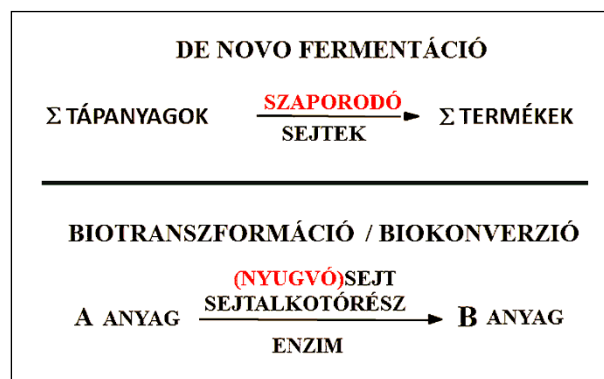 DE NOVO FERMENTÁCIÓ
SZAPORODÓ
Σ TÁPANYAGOK Σ TERMÉKEK
SEJTEK
BIOTRANSZFORMÁCIÓ / BIOKONVERZIÓ
(NYUGVÓ)SEJT
SEJTALKOTÓRÉSZ
A ANYAG B ANYAG
ENZIM